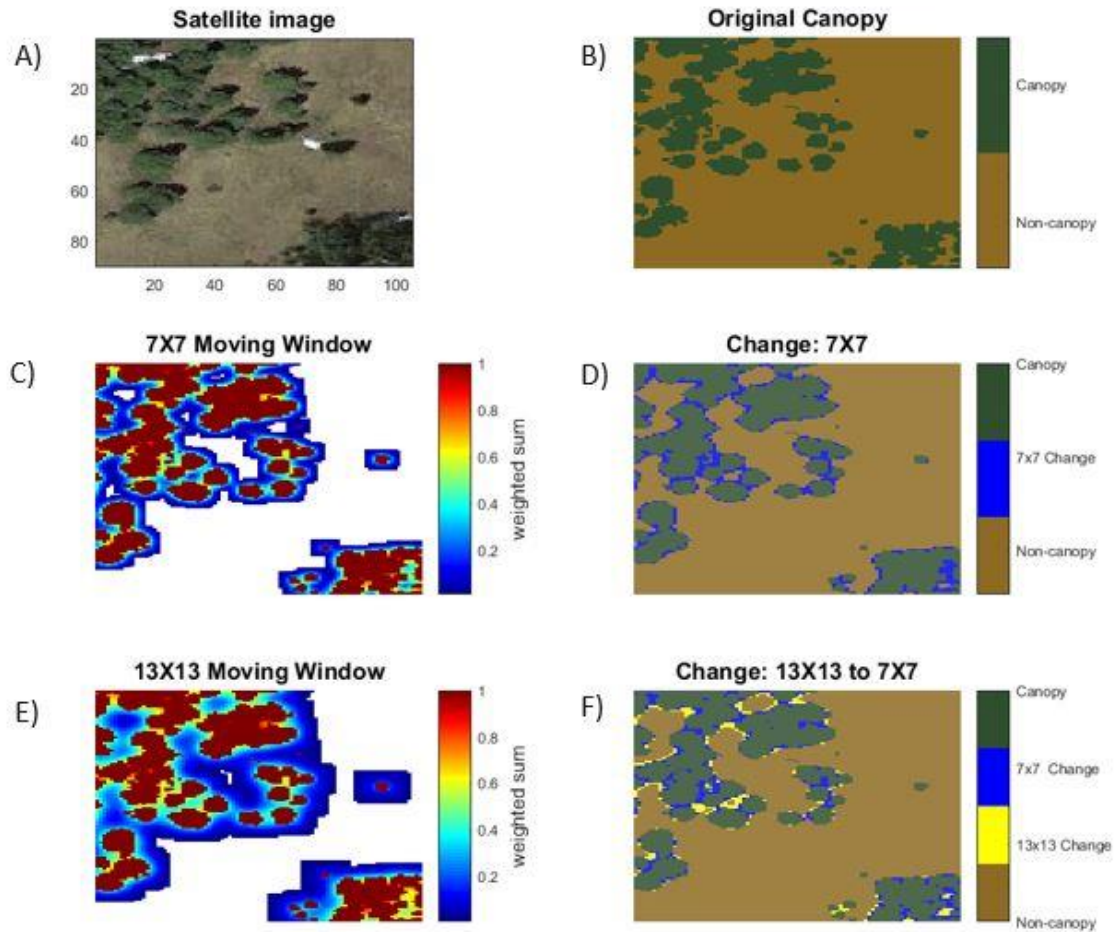 Satellite image
A)
20
40
60
80
20 40 60 80 100
Original Canopy
B)
Canopy
Non-canopy
7X7 Moving Window
C)
1
0.8
0.6
0.4
0.2
weighted sum
Change: 7X7
D)
Canopy
7x7 Change
Non-canopy
13X13 Moving Window
E)
1
0.8
0.6
0.4
0.2
weighted sum
Change: 13X13 to 7X7
F)
Canopy
7x7 Change
13x13 Change
Non-canopy